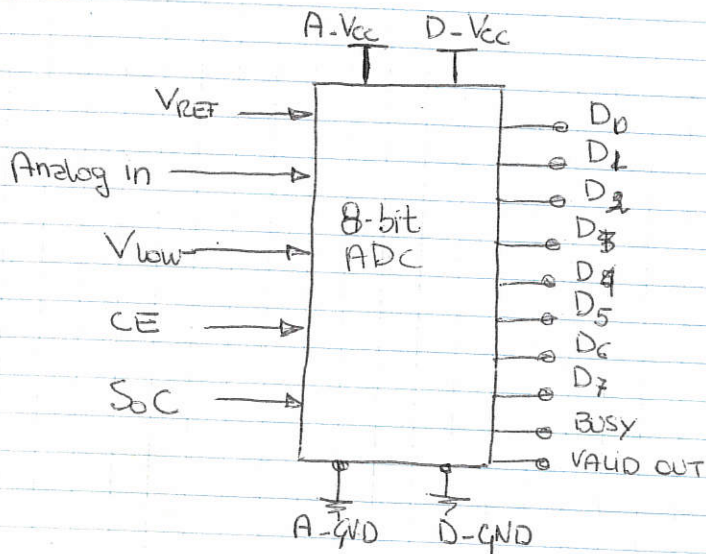 A-Vcc D-Vcc
VREF
Analog in
Vlow
CE
SoC
8-bit
ADC
D0
D1
D2
D3
D4
D5
D6
D7
BUSY
VALID OUT
A-GND D-GND